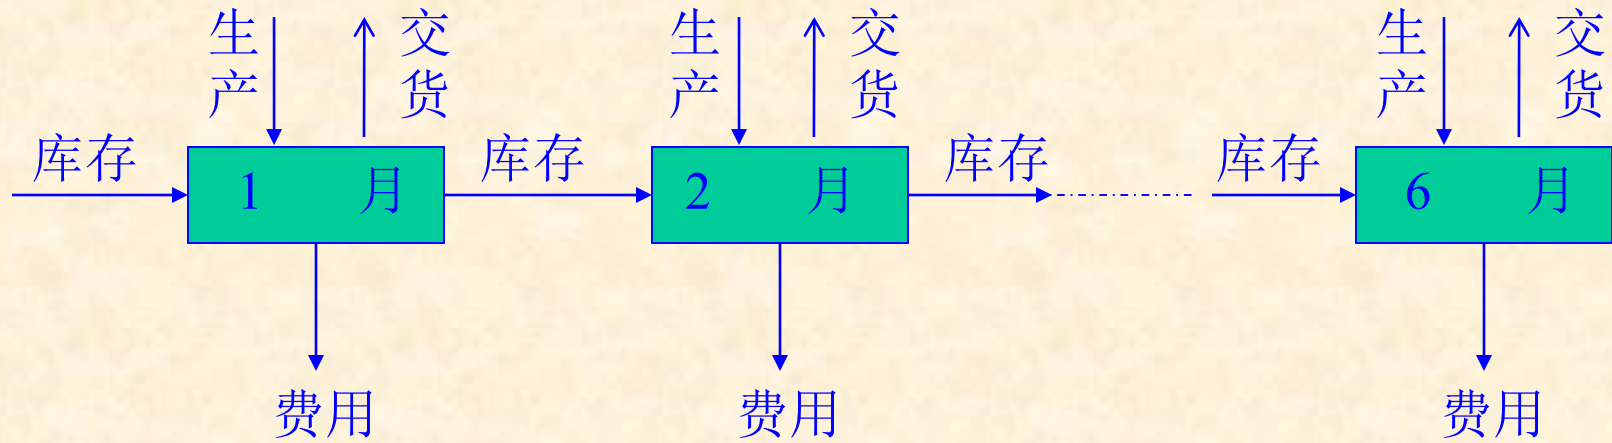 生产 交货 生产 交货 生产 交货
库存 库存 库存 库存
1 月 2 月 6 月
费用 费用 费用